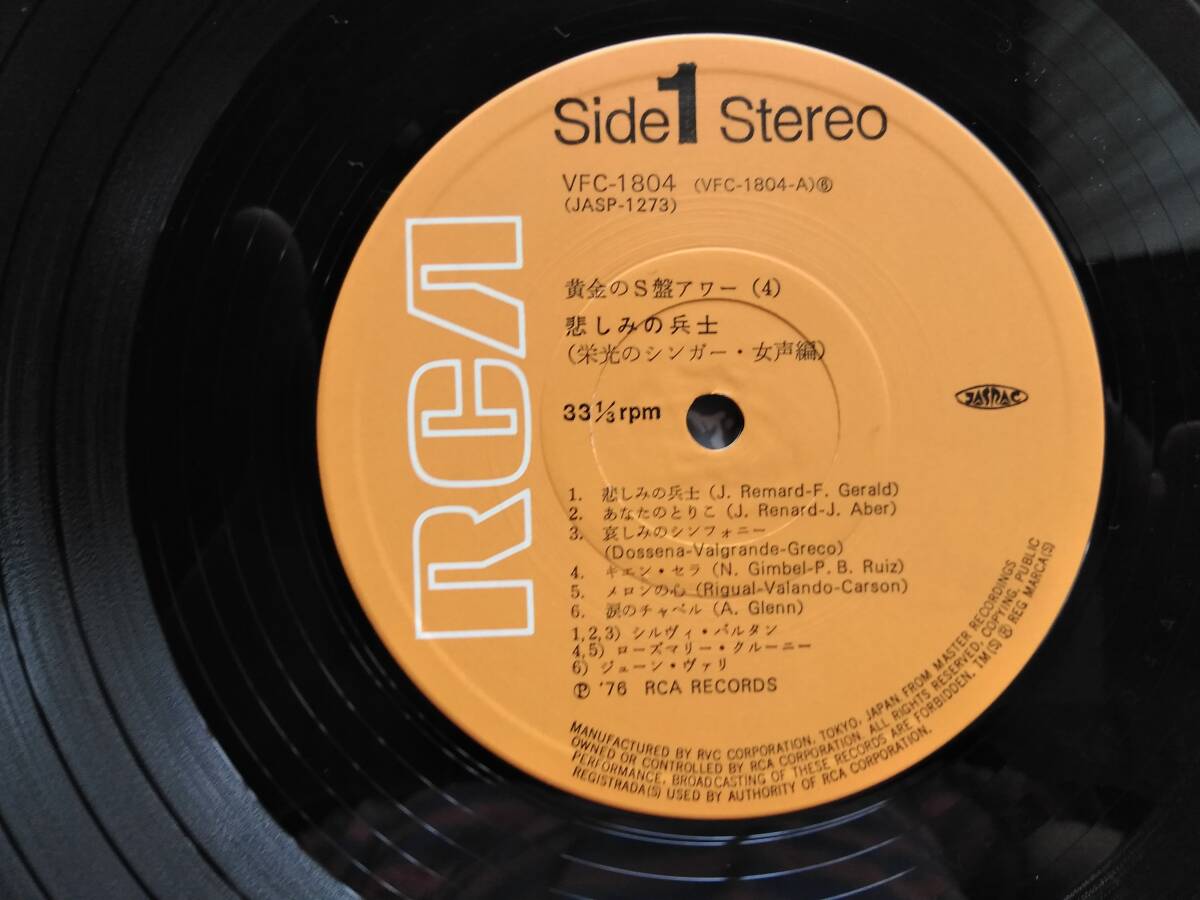 Side 1 Stereo
VFC-1804 (VFC-1804-A)⑥
(JASP-1273)
RCA
黄金のS盤アワー (4)
悲しみの兵士
(栄光のシンガー・女声編)
33 1/3 rpm
JASRAC
1. 悲しみの兵士 (J. Remard-F. Gerald)
2. あなたのとりこ (J. Renard-J. Aber)
3. 哀しみのシンフォニー
(Dossena-Valgrande-Greco)
4. キエン・セラ (N. Gimbel-P. B. Ruiz)
5. メロンの心 (Rigual-Valando-Carson)
6. 涙のチャペル (A. Glenn)
1,2,3) シルヴィ・バルタン
4,5) ローズマリー・クルーニー
6) ジューン・ヴァリ
Ⓟ '76 RCA RECORDS
MANUFACTURED BY RVC CORPORATION, TOKYO, JAPAN FROM MASTER RECORDINGS
OWNED OR CONTROLLED BY RCA CORPORATION. ALL RIGHTS RESERVED; COPYING, PUBLIC
PERFORMANCE, BROADCASTING OF THESE RECORDS ARE FORBIDDEN. TM(S) ® REG MARCA(S)
REGISTRADA(S) USED BY AUTHORITY OF RCA CORPORATION.